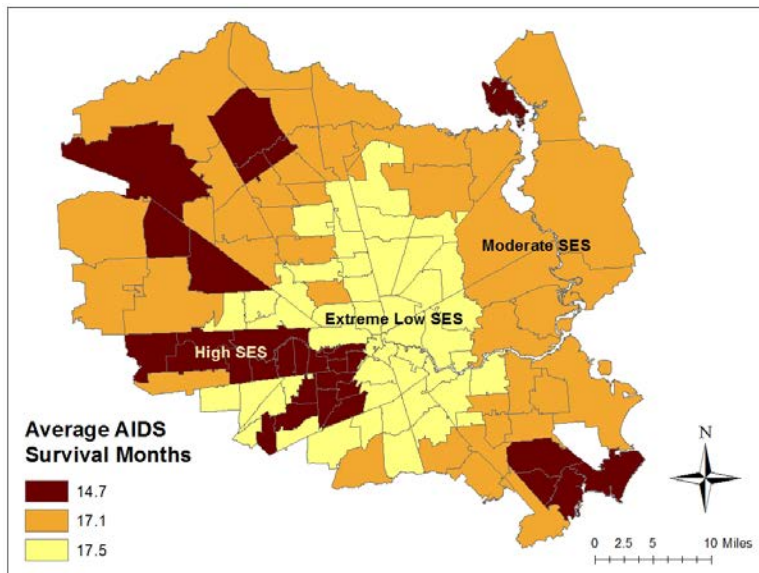 Moderate SES
Extreme Low SES
High SES
Average AIDS
Survival Months
14.7
17.1
17.5
N
0 2.5 5 10 Miles